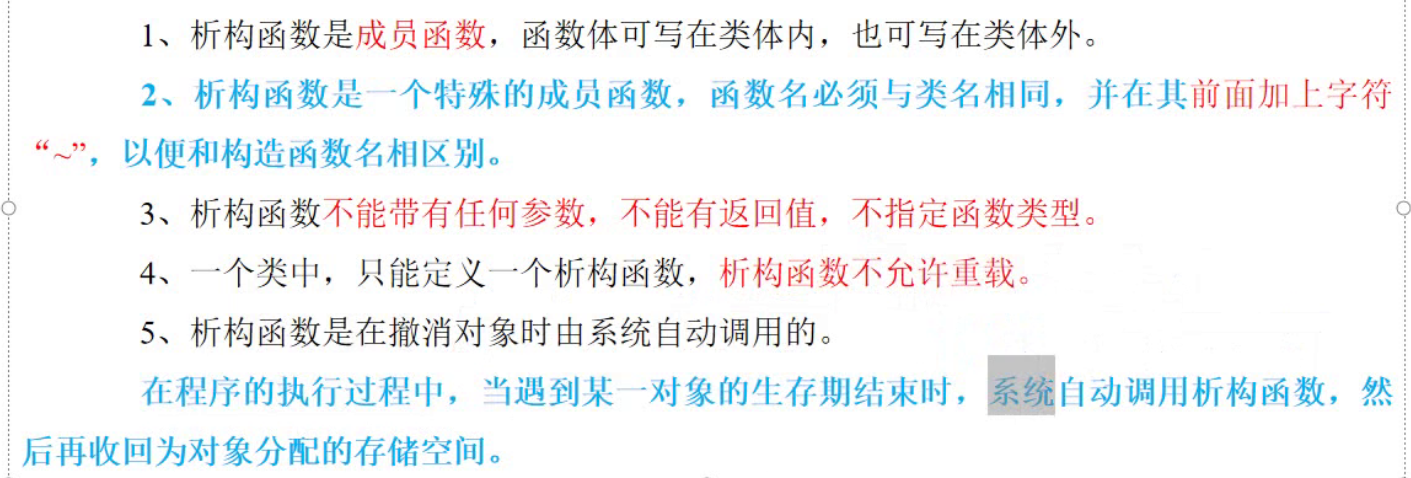 1、析构函数是成员函数，函数体可写在类体内，也可写在类体外。
2、析构函数是一个特殊的成员函数，函数名必须与类名相同，并在其前面加上字符
“~”，以便和构造函数名相区别。
3、析构函数不能带有任何参数，不能有返回值，不指定函数类型。
4、一个类中，只能定义一个析构函数，析构函数不允许重载。
5、析构函数是在撤消对象时由系统自动调用的。
在程序的执行过程中，当遇到某一对象的生存期结束时，系统自动调用析构函数，然
后再收回为对象分配的存储空间。